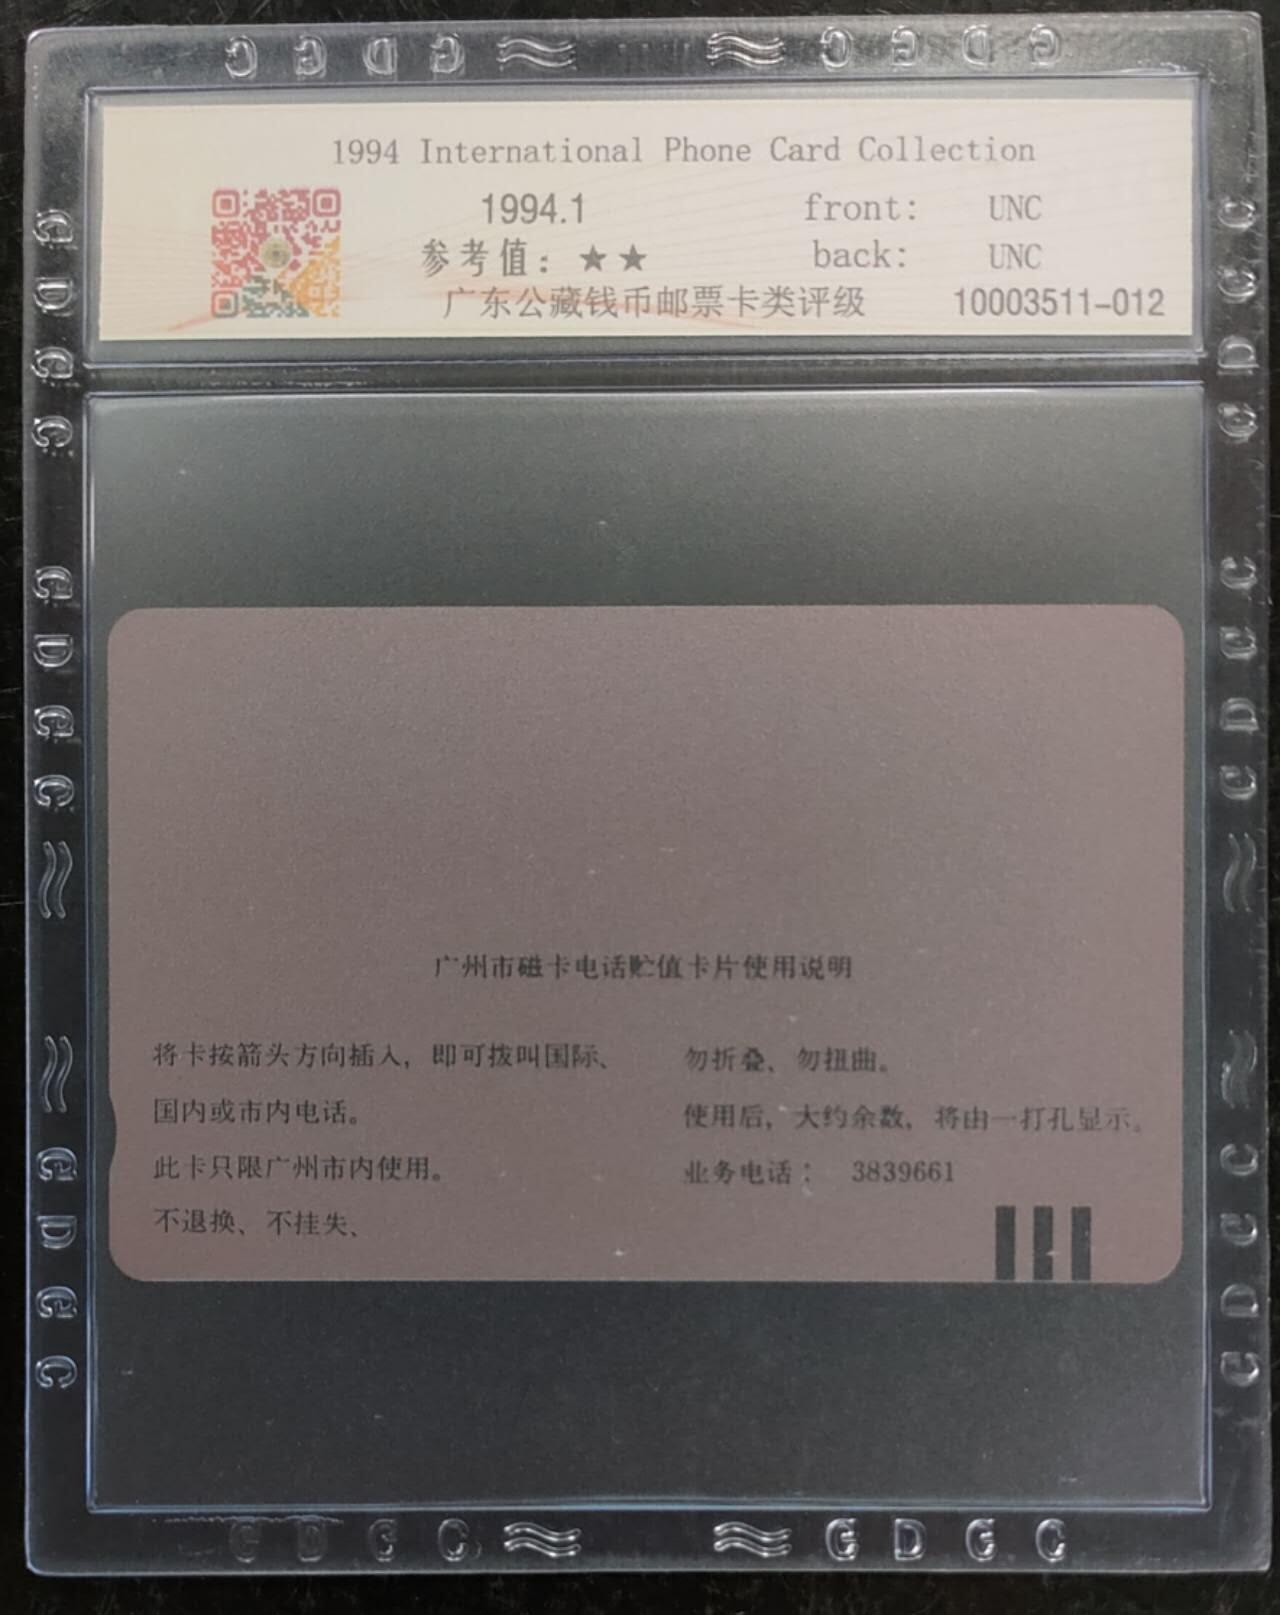 G D G C G D G C
1994 International Phone Card Collection
1994.1
front: UNC
参考值：★★
back: UNC
广东公藏钱币邮票卡类评级
10003511-012
广州市磁卡电话贮值卡片使用说明
将卡按箭头方向插入，即可拨叫国际、
国内或市内电话。
此卡只限广州市内使用。
不退换、不挂失、
勿折叠、勿扭曲。
使用后，大约余数，将由一打孔显示。
业务电话： 3839661
G D G C G D G C